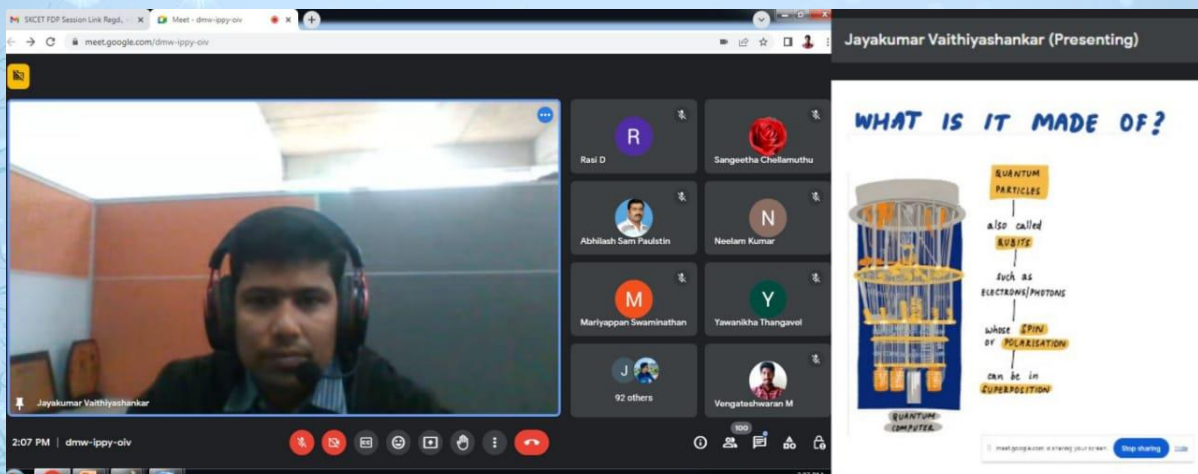 SKCET FDP Session Link Regd.
Meet - dmw-ippy-oiv
meet.google.com/dmw-ippy-oiv
Rasi D
R
Sangeetha Chellamuthu
Abhilash Sam Paulstin
N
Neelam Kumar
M
Mariyappan Swaminathan
Y
Yawanikha Thangavel
J
92 others
Vengateshwaran M
Jayakumar Vaithiyashankar
2:07 PM | dmw-ippy-oiv
100
Jayakumar Vaithiyashankar (Presenting)
WHAT IS IT MADE OF?
QUANTUM
PARTICLES
also called
QUBITS
such as
ELECTRONS/PHOTONS
whose SPIN
or POLARISATION
can be in
SUPERPOSITION
QUANTUM
COMPUTER
meet.google.com is sharing your screen.
Stop sharing
Hide